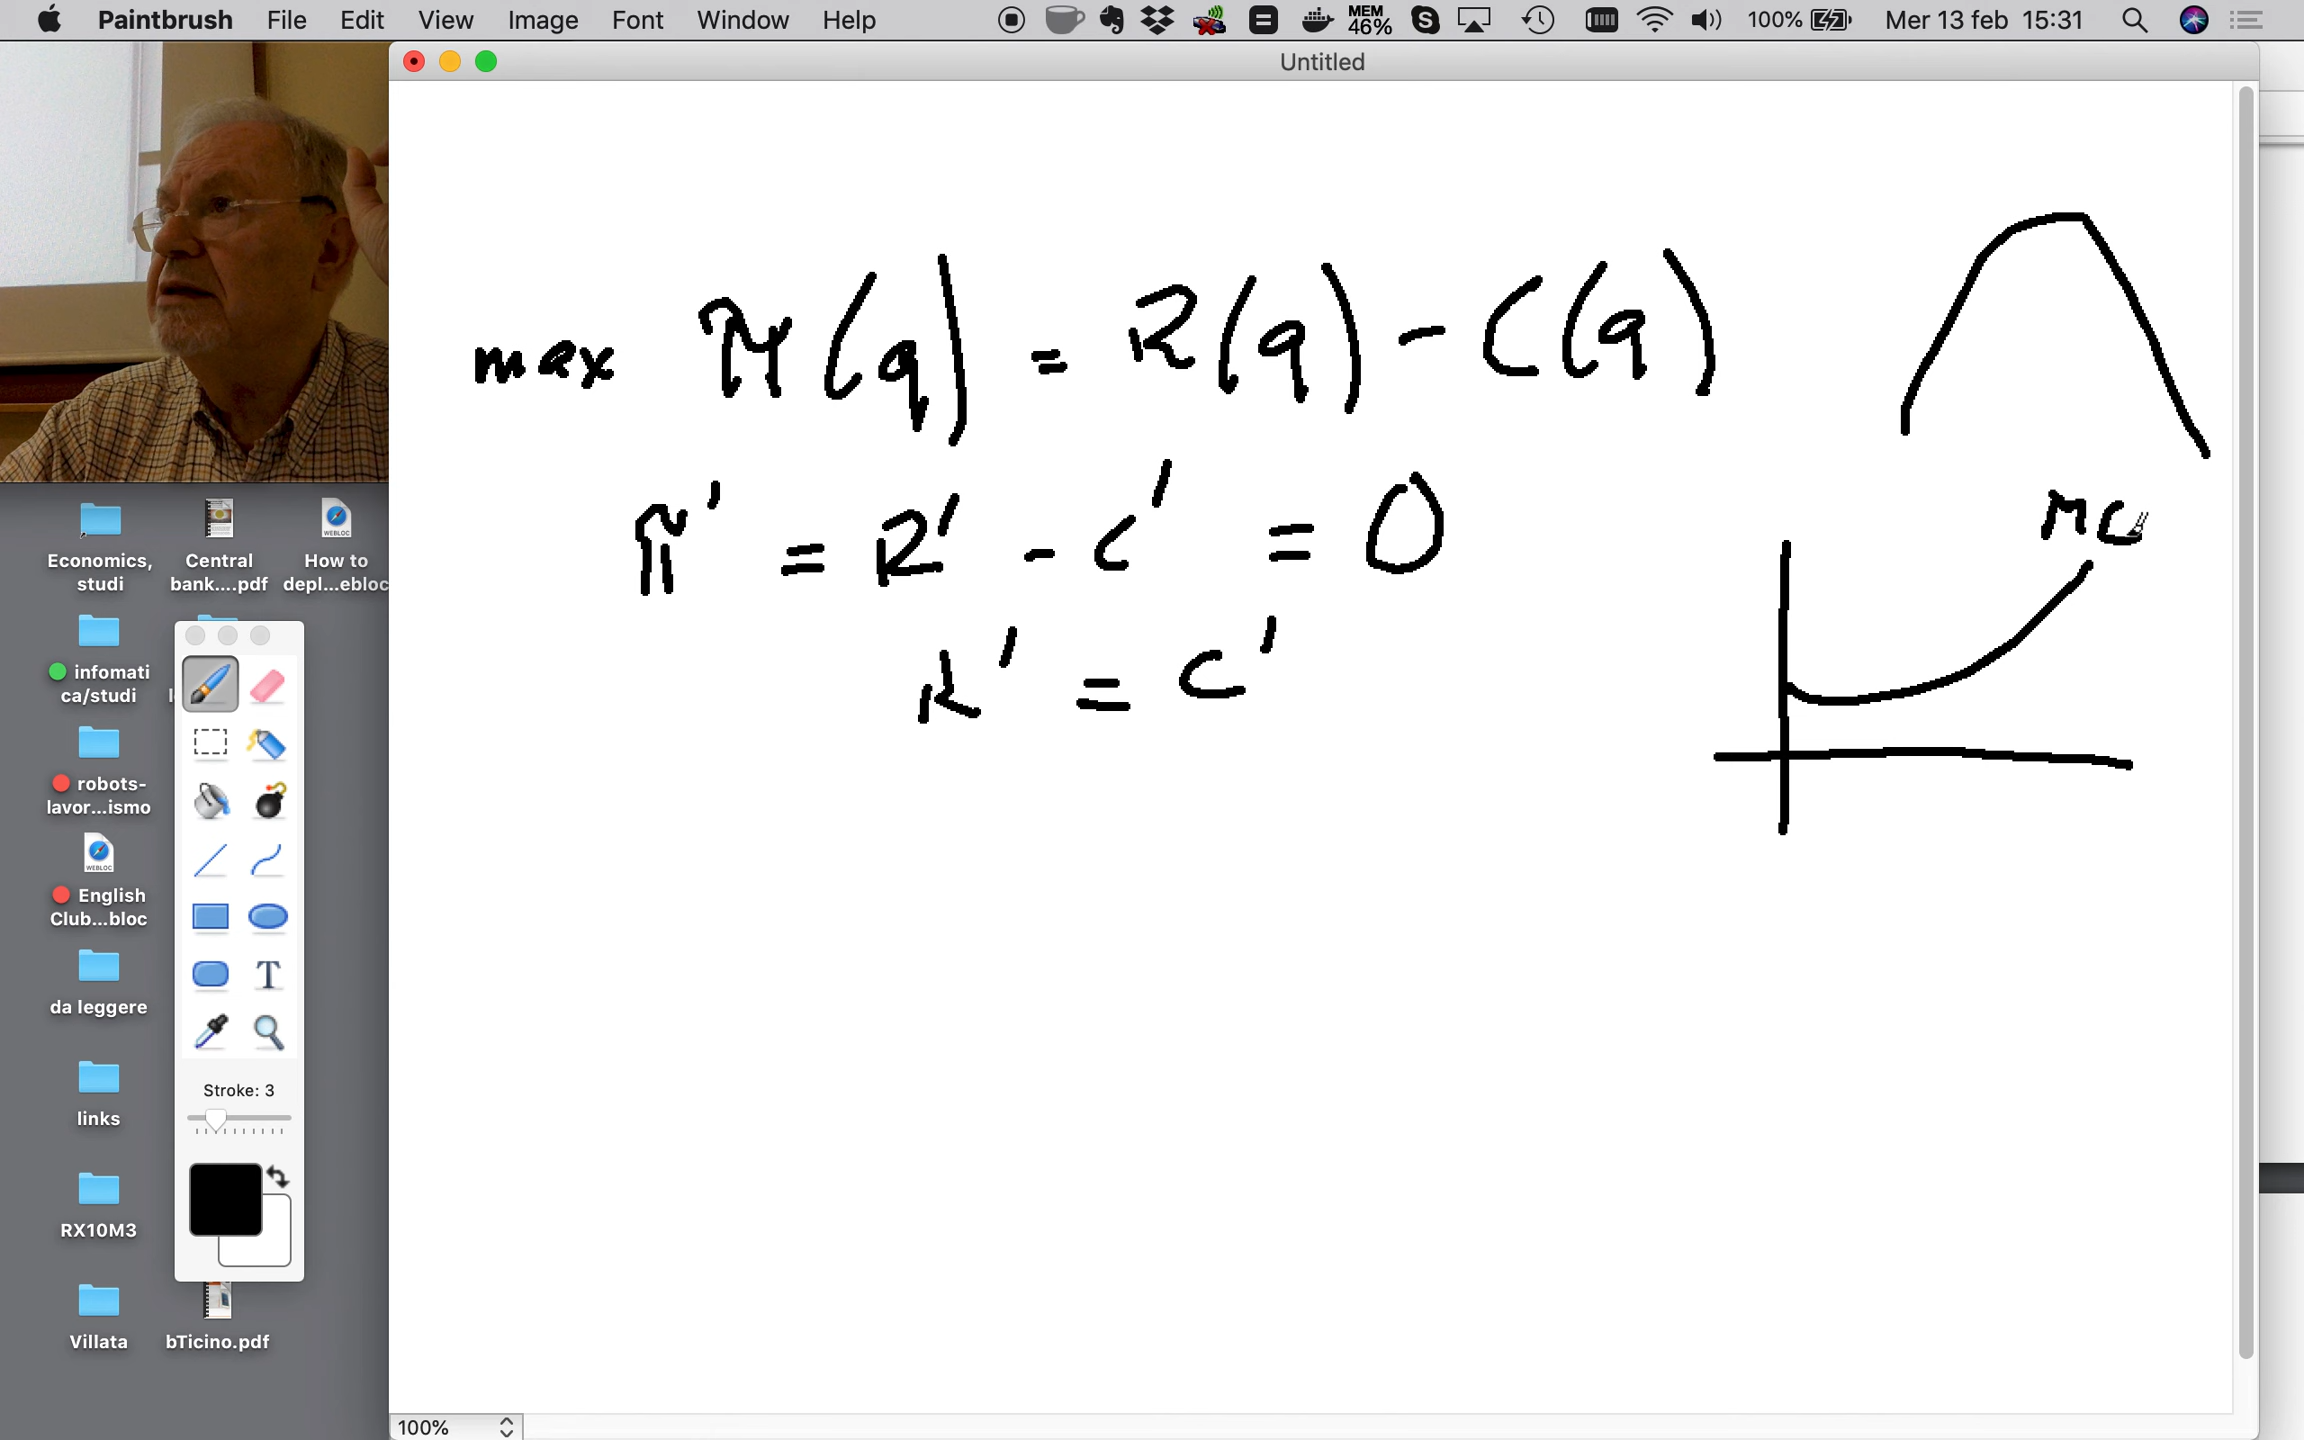 Paintbrush File Edit View Image Font Window Help MEM 46% 100% Mer 13 feb 15:31
Untitled
max π(q) = R(q) - C(q)
π' = R' - C' = 0
R' = C'
MC
Economics, studi
Central bank....pdf
How to depl...ebloc
WEBLOC
infomati ca/studi
robots- lavor...ismo
WEBLOC
English Club...bloc
da leggere
links
RX10M3
Villata
bTicino.pdf
T
Stroke: 3
100%